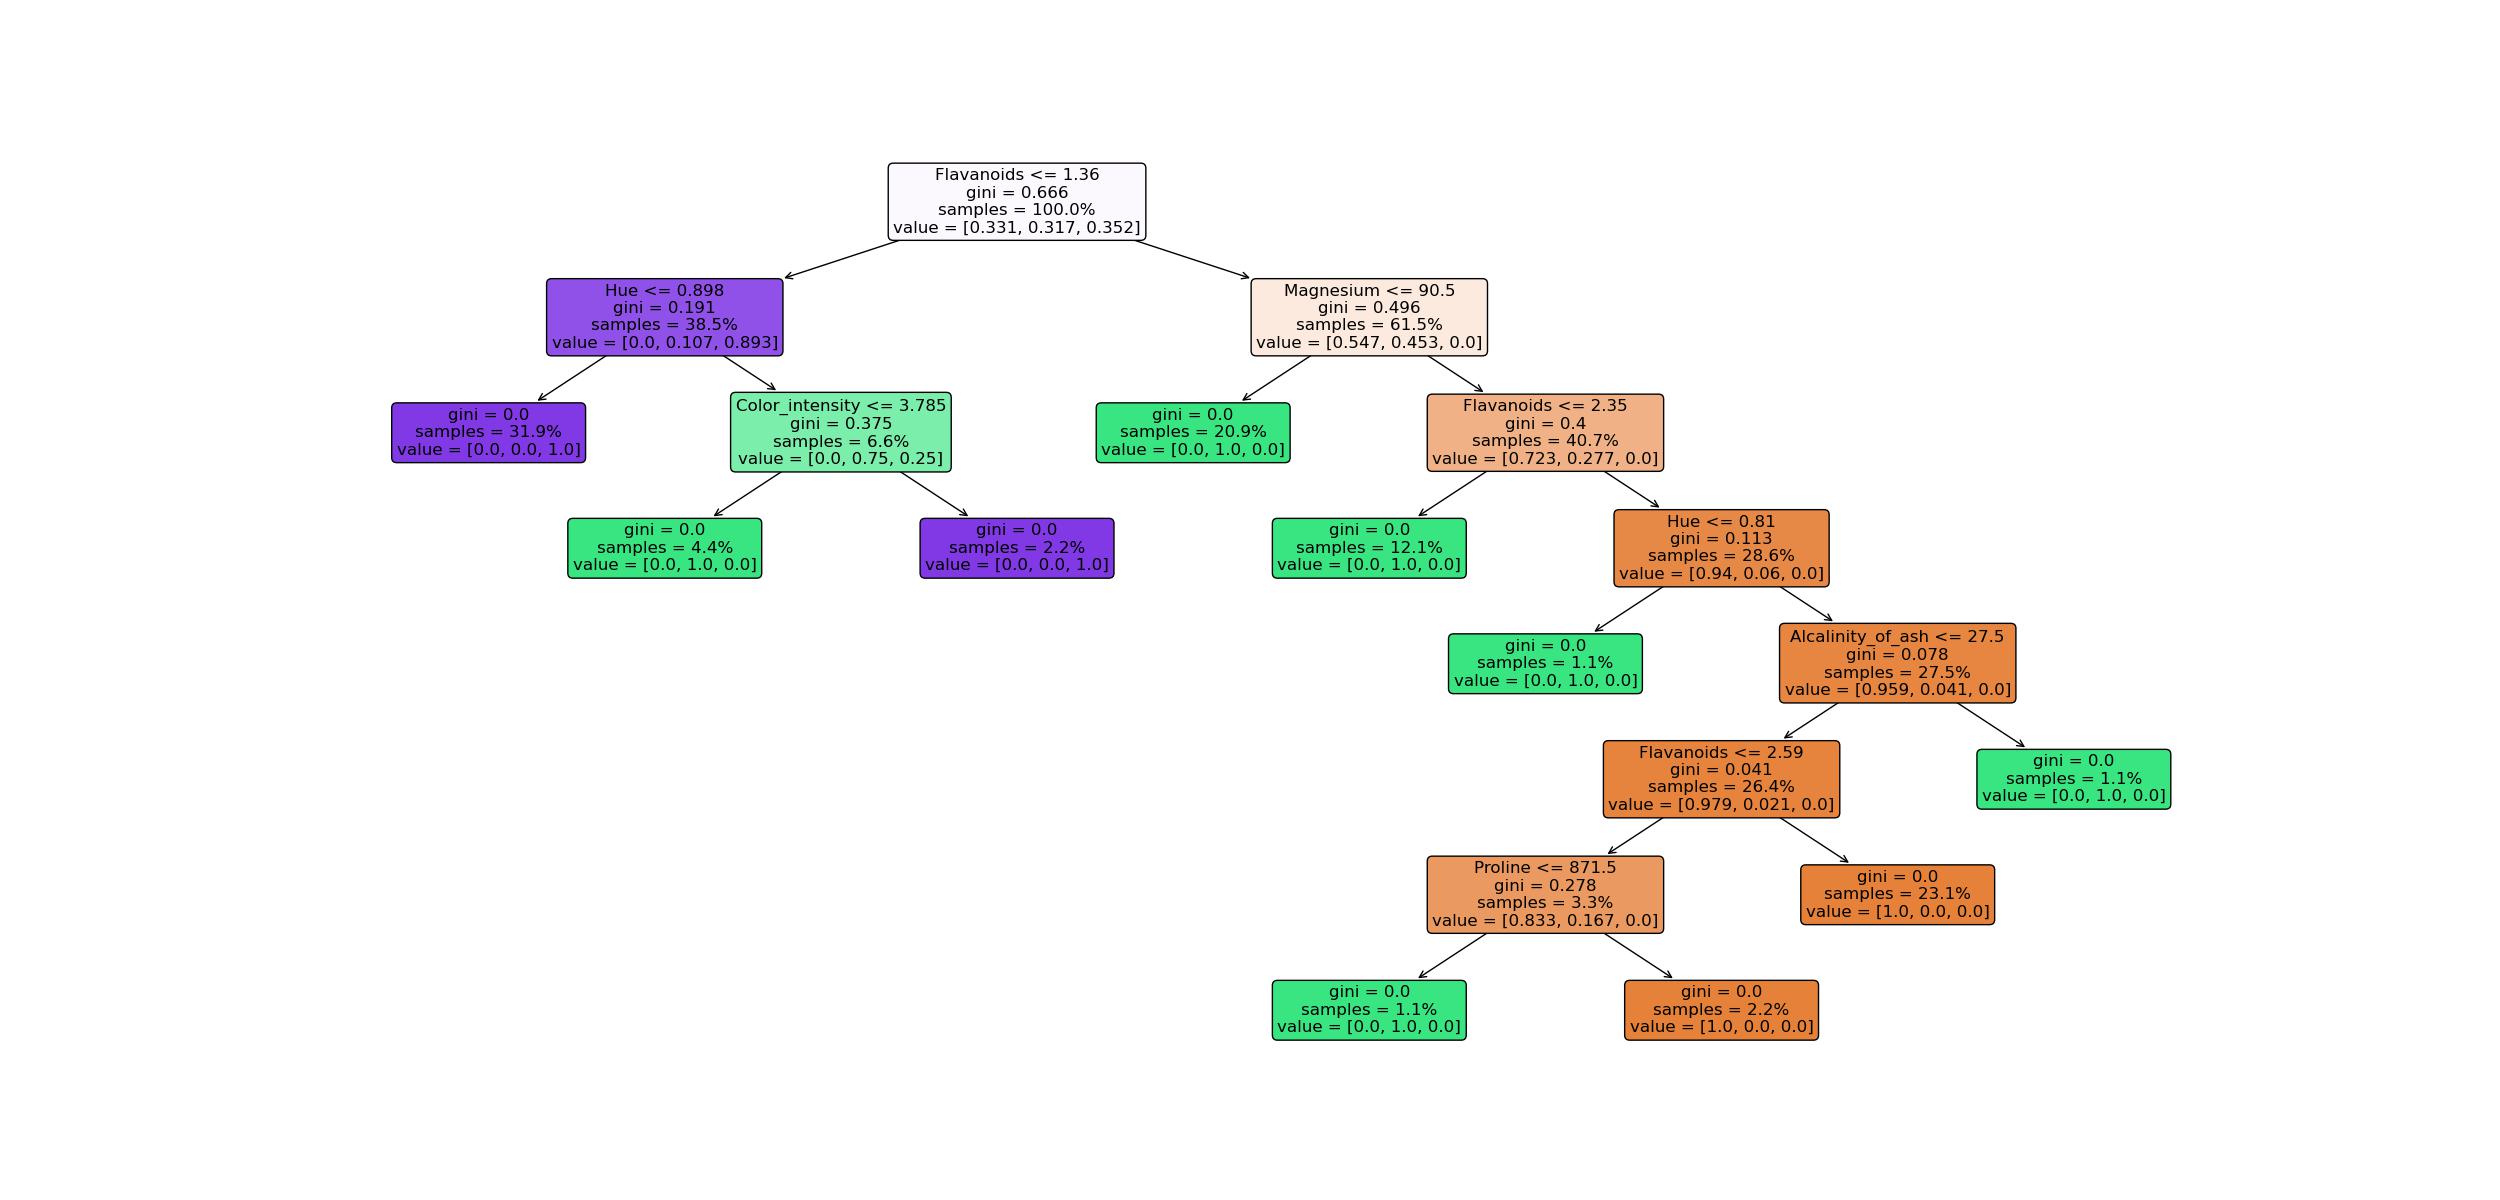 Flavanoids <= 1.36
gini = 0.666
samples = 100.0%
value = [0.331, 0.317, 0.352]
Hue <= 0.898
gini = 0.191
samples = 38.5%
value = [0.0, 0.107, 0.893]
Magnesium <= 90.5
gini = 0.496
samples = 61.5%
value = [0.547, 0.453, 0.0]
gini = 0.0
samples = 31.9%
value = [0.0, 0.0, 1.0]
Color_intensity <= 3.785
gini = 0.375
samples = 6.6%
value = [0.0, 0.75, 0.25]
gini = 0.0
samples = 20.9%
value = [0.0, 1.0, 0.0]
Flavanoids <= 2.35
gini = 0.4
samples = 40.7%
value = [0.723, 0.277, 0.0]
gini = 0.0
samples = 4.4%
value = [0.0, 1.0, 0.0]
gini = 0.0
samples = 2.2%
value = [0.0, 0.0, 1.0]
gini = 0.0
samples = 12.1%
value = [0.0, 1.0, 0.0]
Hue <= 0.81
gini = 0.113
samples = 28.6%
value = [0.94, 0.06, 0.0]
gini = 0.0
samples = 1.1%
value = [0.0, 1.0, 0.0]
Alcalinity_of_ash <= 27.5
gini = 0.078
samples = 27.5%
value = [0.959, 0.041, 0.0]
Flavanoids <= 2.59
gini = 0.041
samples = 26.4%
value = [0.979, 0.021, 0.0]
gini = 0.0
samples = 1.1%
value = [0.0, 1.0, 0.0]
Proline <= 871.5
gini = 0.278
samples = 3.3%
value = [0.833, 0.167, 0.0]
gini = 0.0
samples = 23.1%
value = [1.0, 0.0, 0.0]
gini = 0.0
samples = 1.1%
value = [0.0, 1.0, 0.0]
gini = 0.0
samples = 2.2%
value = [1.0, 0.0, 0.0]